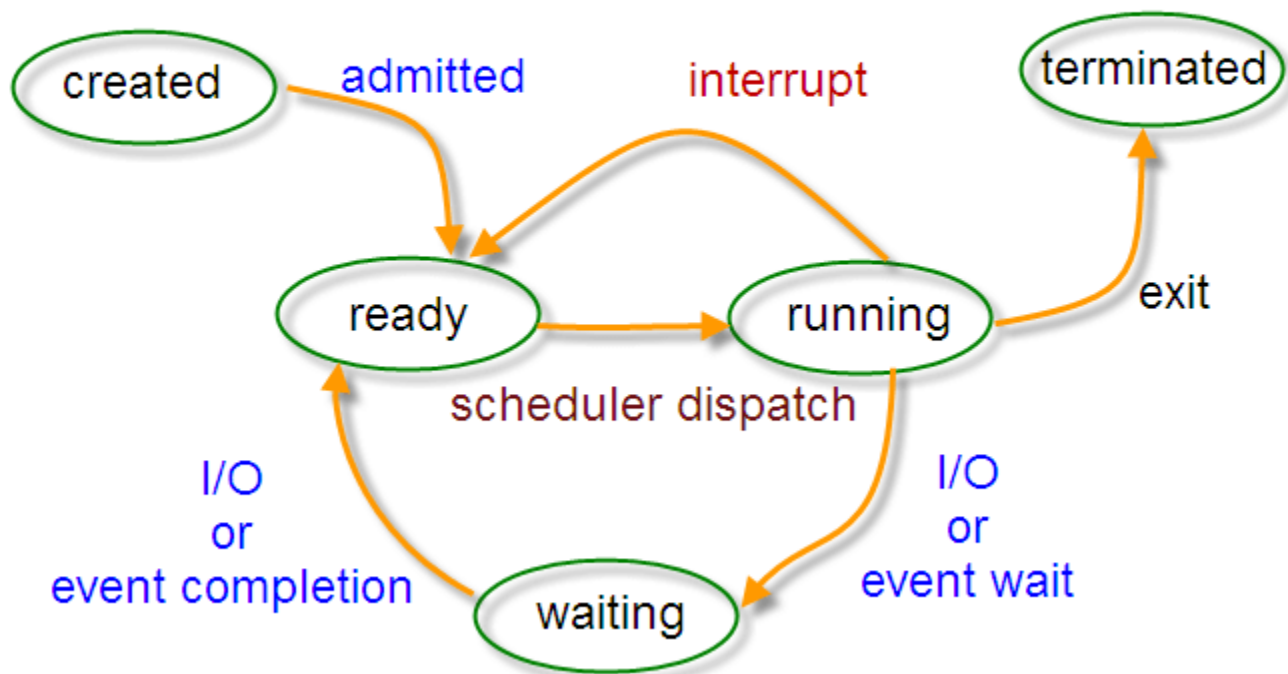 created
admitted
interrupt
terminated
ready
running
exit
scheduler dispatch
I/O
or
event completion
I/O
or
event wait
waiting